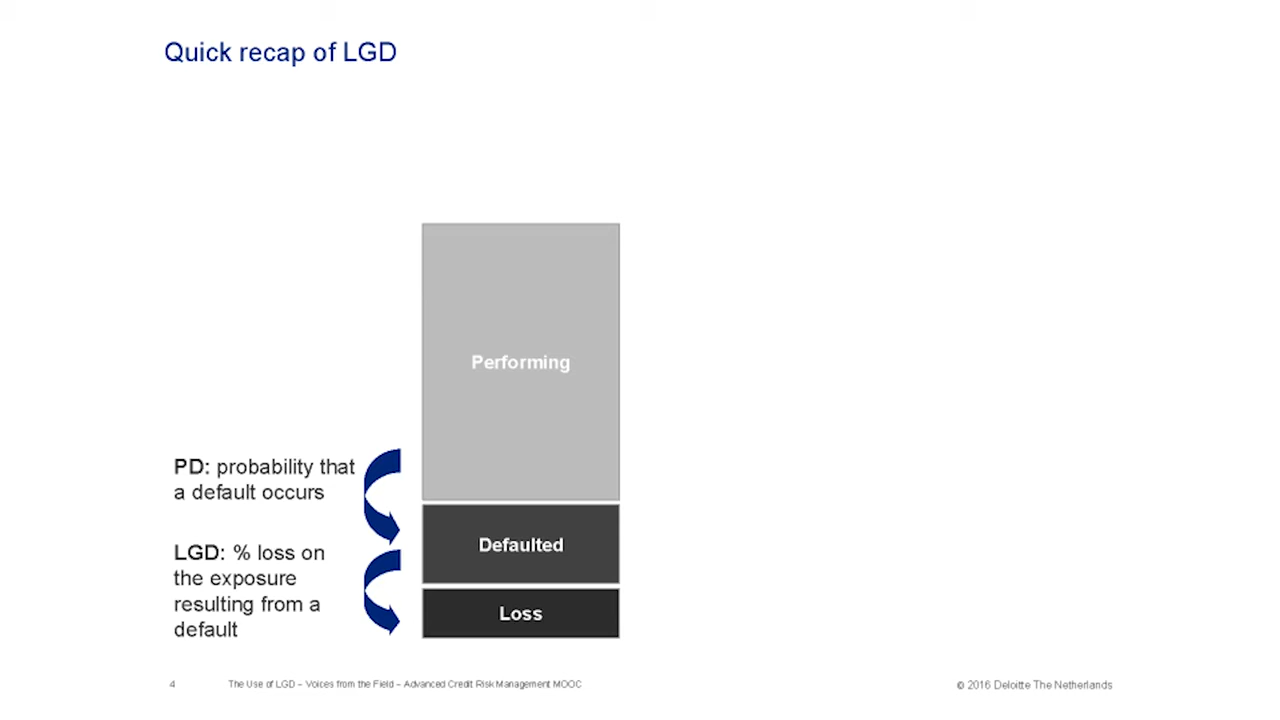 Quick recap of LGD
Performing
PD: probability that
a default occurs
Defaulted
LGD: % loss on
the exposure
resulting from a
default
Loss
4
The Use of LGD – Voices from the Field – Advanced Credit Risk Management MOOC
© 2016 Deloitte The Netherlands